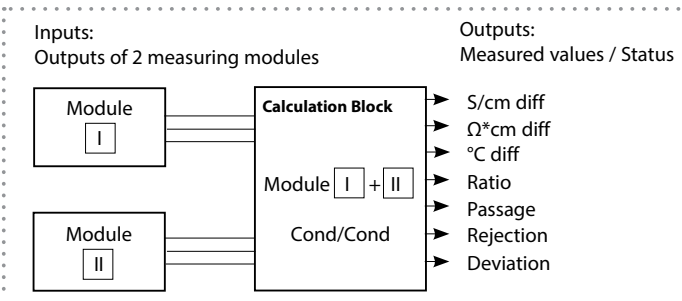 Inputs:
Outputs of 2 measuring modules
Outputs:
Measured values / Status
Module
I
Module
II
Calculation Block
Module I + II
Cond/Cond
S/cm diff
Ω*cm diff
°C diff
Ratio
Passage
Rejection
Deviation